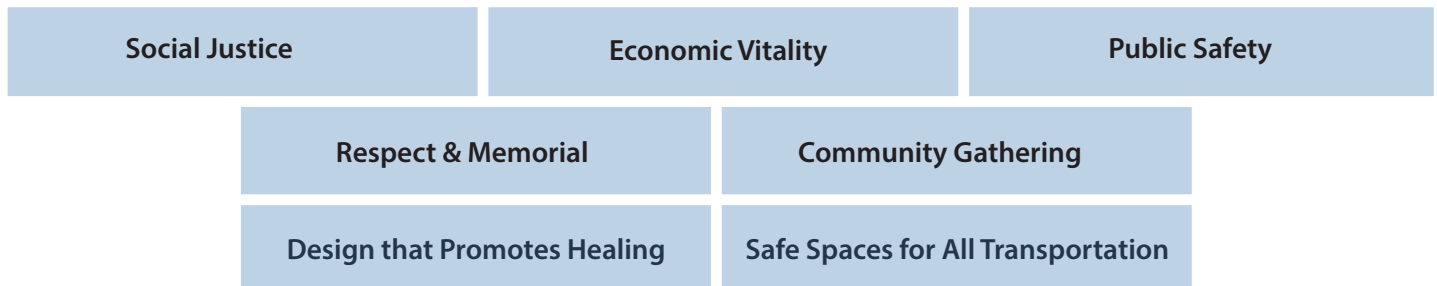 Social Justice
Economic Vitality
Public Safety
Respect & Memorial
Community Gathering
Design that Promotes Healing
Safe Spaces for All Transportation